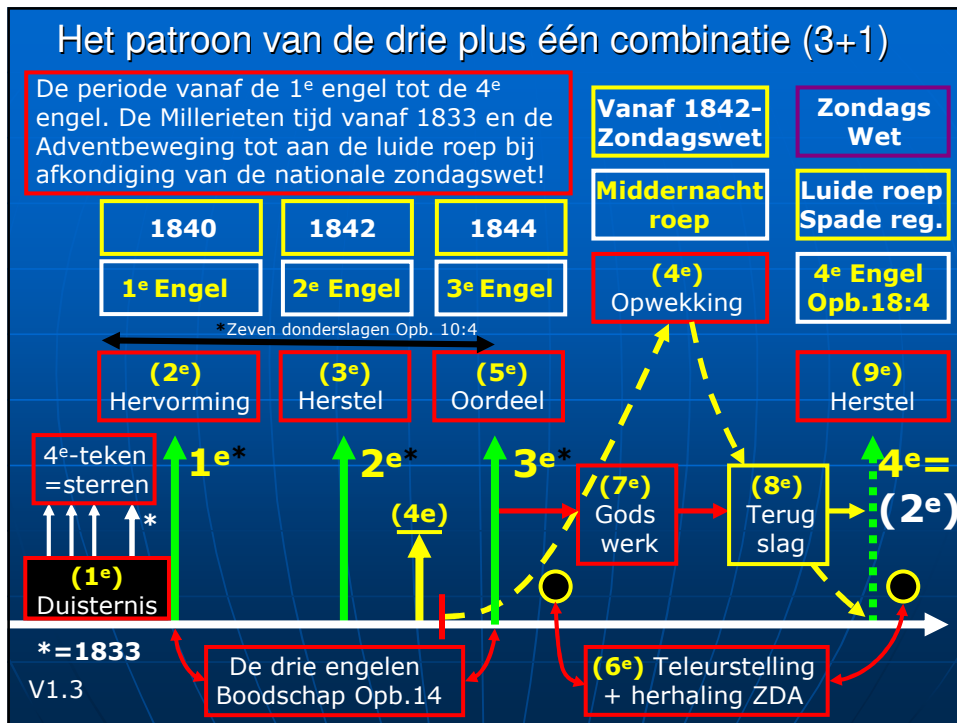 Het patroon van de drie plus één combinatie (3+1)
De periode vanaf de 1e engel tot de 4e
engel. De Millerieten tijd vanaf 1833 en de
Adventbeweging tot aan de luide roep bij
afkondiging van de nationale zondagswet!
Vanaf 1842-
Zondagswet
Zondags
Wet
Middernacht
roep
Luide roep
Spade reg.
1840
1842
1844
1e Engel
2e Engel
3e Engel
(4e)
Opwekking
4e Engel
Opb.18:4
*Zeven donderslagen Opb. 10:4
(2e)
Hervorming
(3e)
Herstel
(5e)
Oordeel
(9e)
Herstel
4e-teken
=sterren
*
1e*
2e*
3e*
4e=
(2e)
(4e)
(7e)
Gods
werk
(8e)
Terug
slag
(1e)
Duisternis
*=1833
V1.3
De drie engelen
Boodschap Opb.14
(6e) Teleurstelling
+ herhaling ZDA